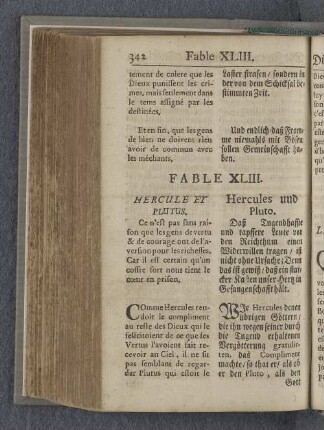 342 Fable XLIII.
tement de colere que les
Dieux punissent les cri-
mes, mais seulement dans
le tems assigné par les
destinées,
Et en fin, que les gens
de bien ne doivent rien
avoir de commun avec
les méchants,
Laster strafen / sondern in
der von dem Schicksal be-
stimmten Zeit.
Und endlich daß From-
me niemahls mit Bösen
sollen Gemeinschafft ha-
ben.
FABLE XLIII.
HERCULE ET
PLUTUS.
Ce n'est pas sans rai-
son que les gens de vertu
& de courage ont de l'a-
version pour les richesses,
Car il est certain qu'un
coffre fort nous tient le
cœur en prison,
COmme Hercules ren-
doit le compliment
au reste des Dieux qui le
felicitoient de ce que les
Vertus l'avoient fait re-
cevoir au Ciel, il ne fit
pas semblant de regar-
der Plutus qui estoit le
Hercules und
Pluto.
Daß Tugendhaffte
und tapffere Leute vor
den Reichthum einen
Widerwillen tragen / ist
nicht ohne Ursache; Denn
das ist gewiß / daß ein star-
cker Kasten unser Hertz in
Gefangenschafft hält.
WIe Hercules denen
übrigen Göttern /
die ihn wegen seiner durch
die Tugend erhaltenen
Vergötterung gratulir-
ten, das Compliment
machte / so that er / als ob
er den Pluto, als den
Gott